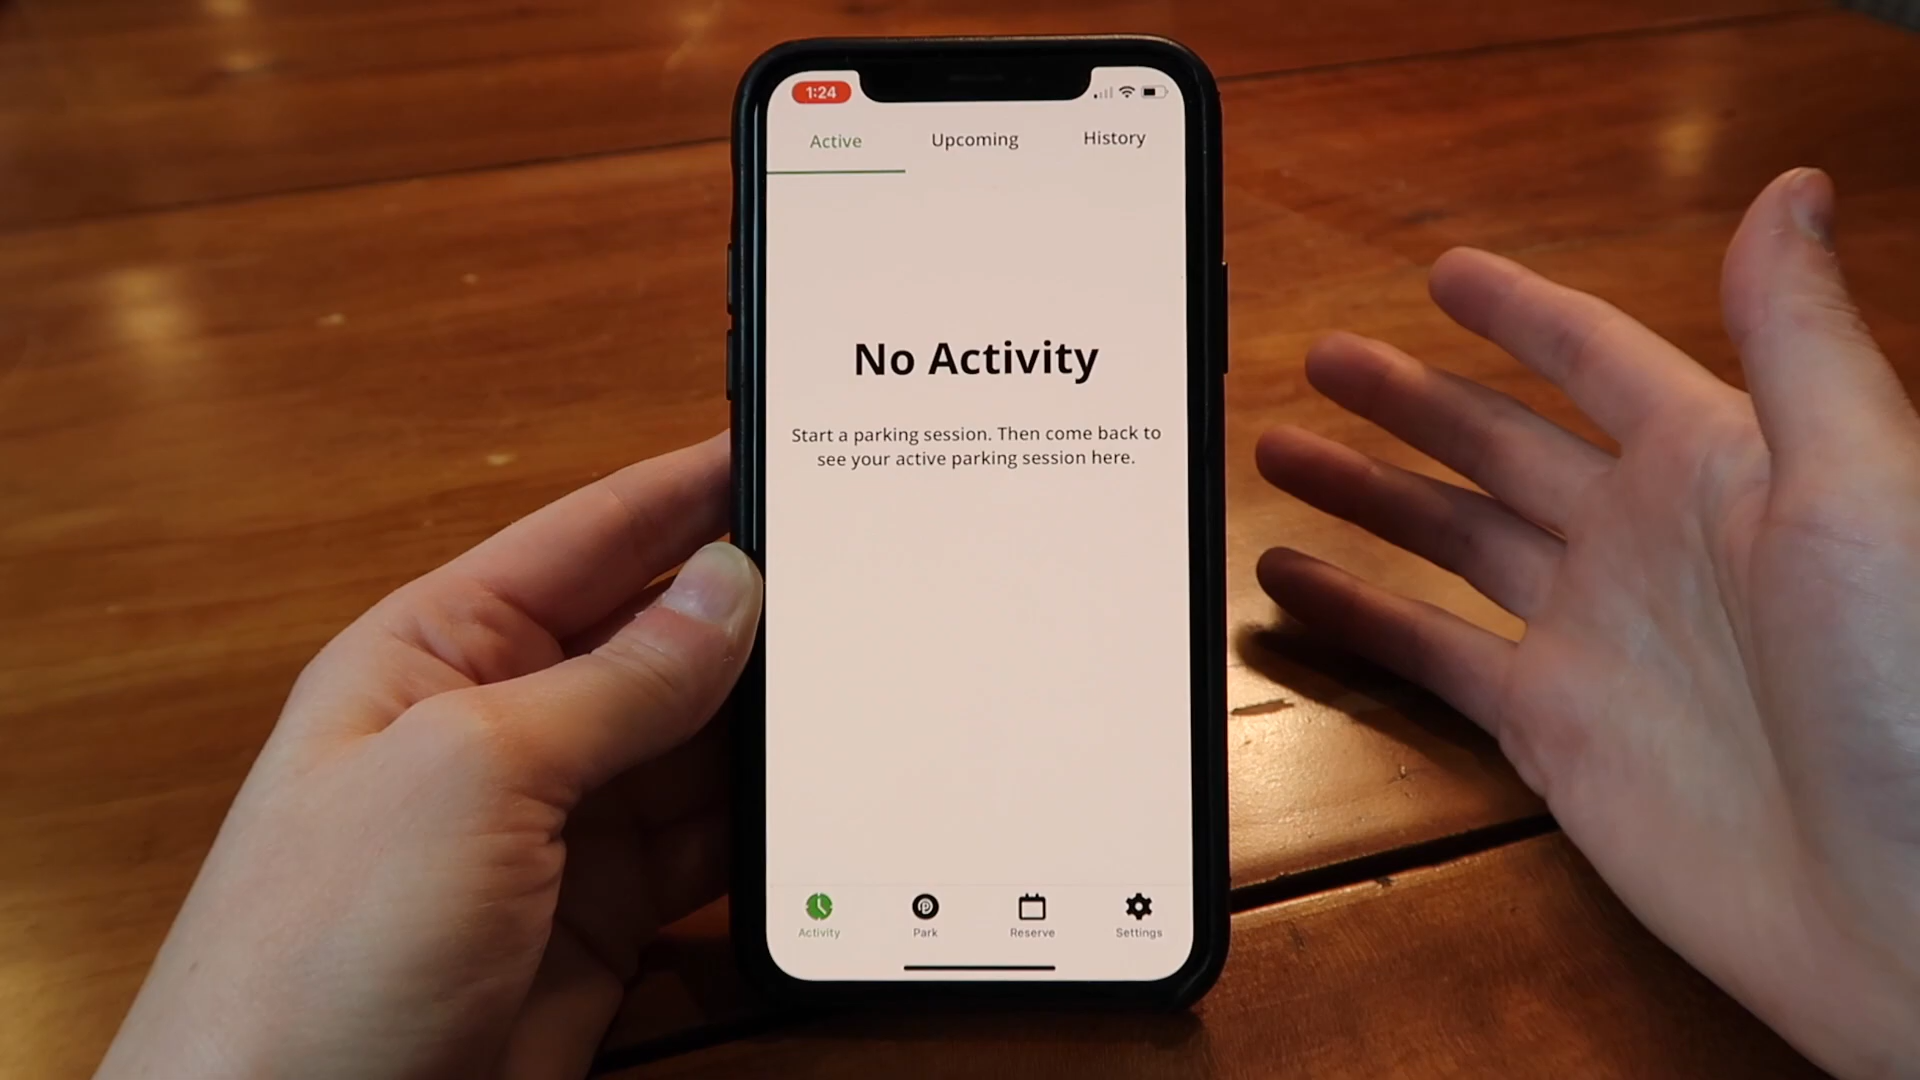 1:24
Active Upcoming History
No Activity
Start a parking session. Then come back to
see your active parking session here.
Activity Park Reserve Settings